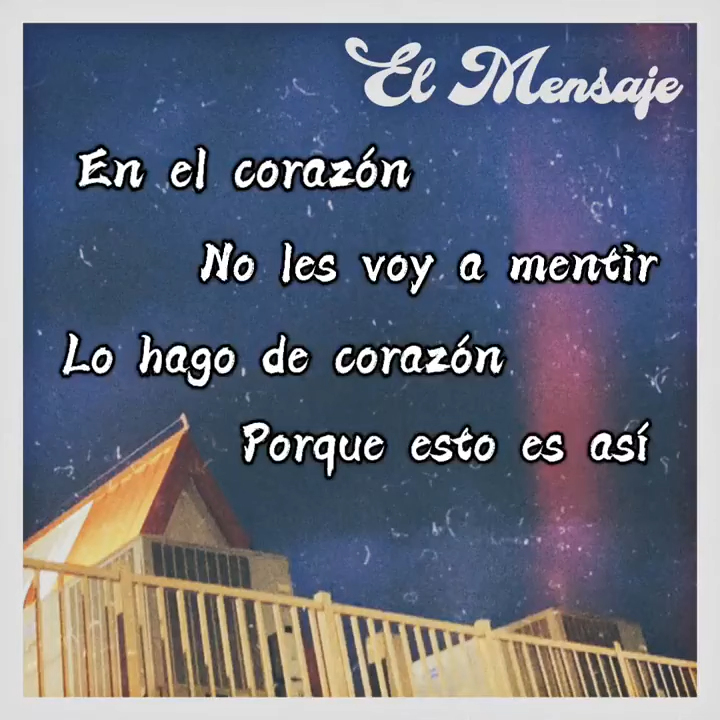 El Mensaje
En el corazón
No les voy a mentir
Lo hago de corazón
Porque esto es así